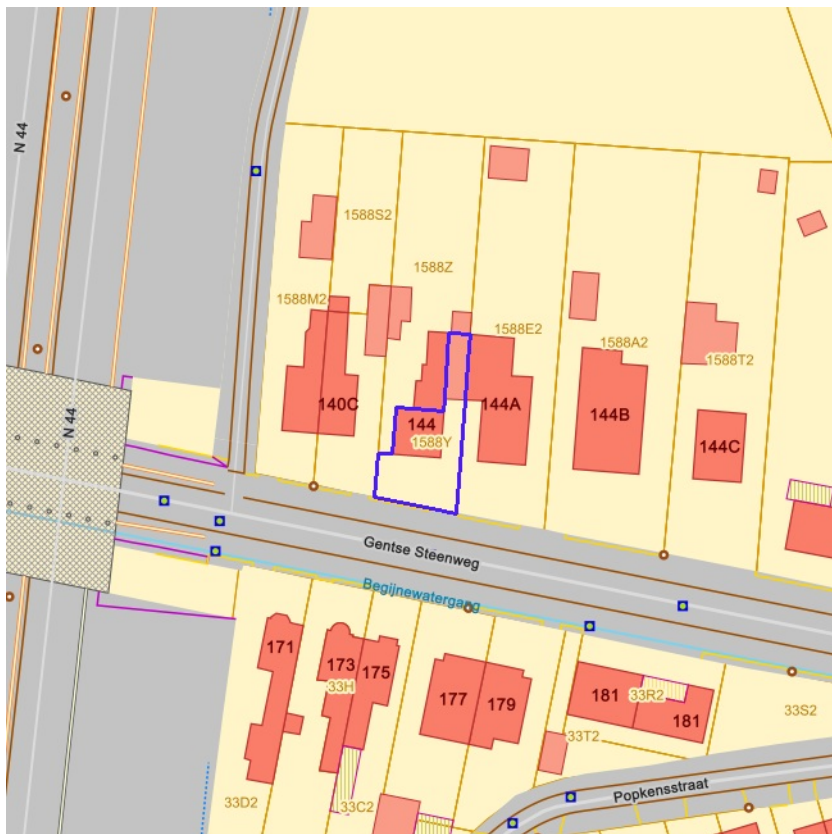 N 44
1588S2
1588Z
1588M2
1588E2
1588A2
1588T2
140C
144A
144
1588Y
144B
144C
N 44
Gentse Steenweg
Begijnewatergang
171
173
175
33H
177
179
181
33R2
181
33S2
33T2
Popkensstraat
33D2
33C2